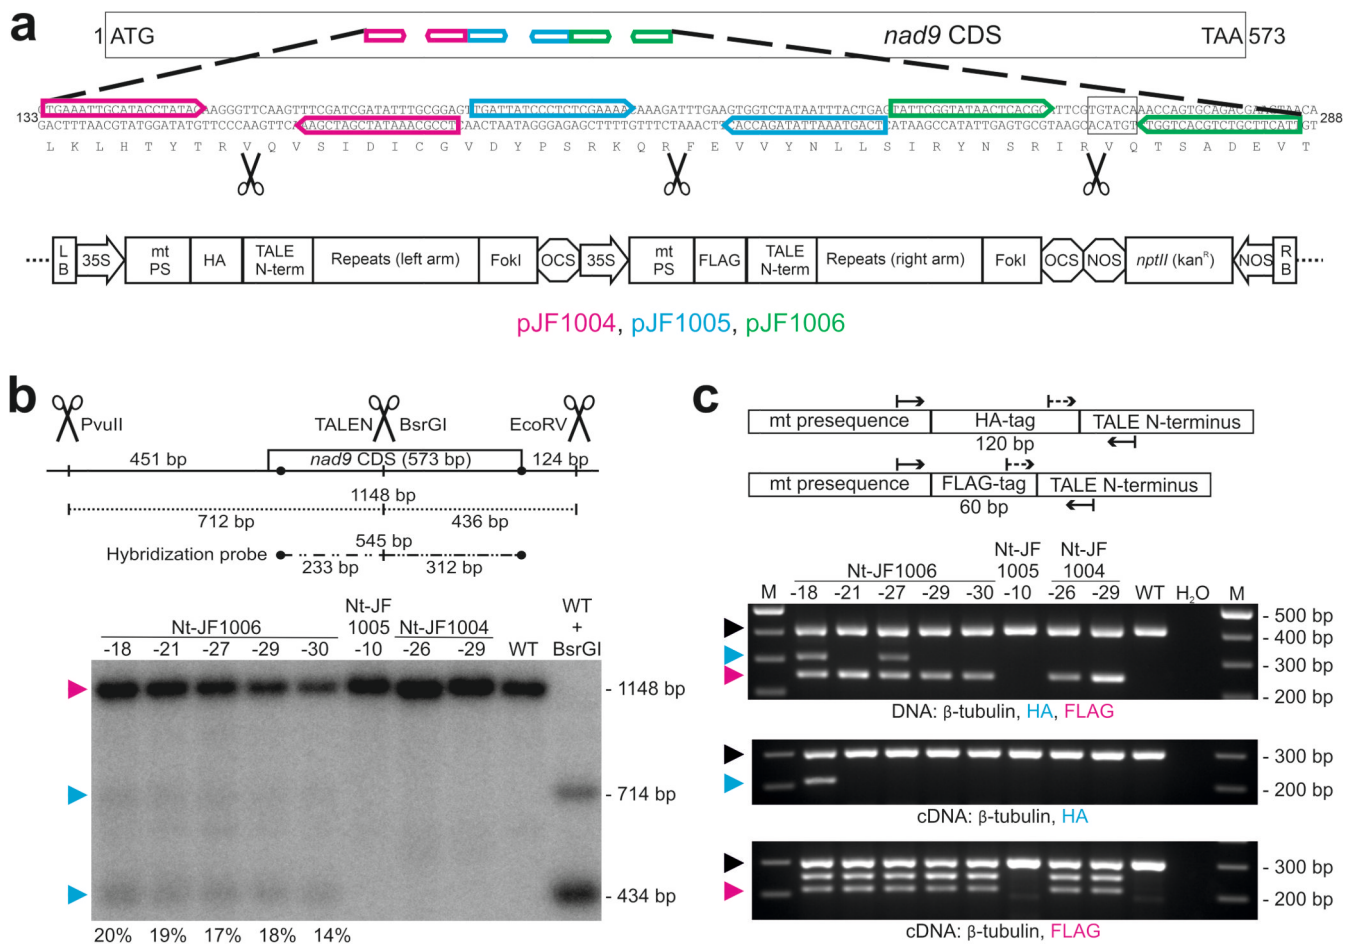 a
1 ATG nad9 CDS TAA 573
133
CTGAAATTGCATACCTATACAAGGGTTCAAGTTTCGATCGATATTTGCGGAGTTGATTATCCCTCTCGAAAACAAAGATTTGAAGTGGTCTATAATTTACTGAGTATTCGGTATAACTCACGCATTCGTGTACAAACCAGTGCAGACGAAGTAACA
GACTTTAACGTATGGATATGTTCCCAAGTTCAAAGCTAGCTATAAACGCCTCAACTAATAGGGAGAGCTTTTGTTTCTAAACTTCACCAGATATTAAATGACTCATAAGCCATATTGAGTGCGTAAGCACATGTTTGGTCACGTCTGCTTCATTGT
288
L K L H T Y T R V Q V S I D I C G V D Y P S R K Q R F E V V Y N L L S I R Y N S R I R V Q T S A D E V T
LB 35S mt PS HA TALE N-term Repeats (left arm) FokI OCS 35S mt PS FLAG TALE N-term Repeats (right arm) FokI OCS NOS nptII (kanR) NOS RB
pJF1004, pJF1005, pJF1006
b
PvuII TALEN BsrGI EcoRV
451 bp nad9 CDS (573 bp) 124 bp
1148 bp
712 bp 436 bp
Hybridization probe 545 bp
233 bp 312 bp
Nt-JF1006 Nt-JF 1005 Nt-JF1004 WT WT + BsrGI
-18 -21 -27 -29 -30 -10 -26 -29
- 1148 bp
- 714 bp
- 434 bp
20% 19% 17% 18% 14%
c
mt presequence HA-tag TALE N-terminus
120 bp
mt presequence FLAG-tag TALE N-terminus
60 bp
Nt-JF1006 Nt-JF 1005 Nt-JF 1004
M -18 -21 -27 -29 -30 -10 -26 -29 WT H2O M
- 500 bp
- 400 bp
- 300 bp
- 200 bp
DNA: β-tubulin, HA, FLAG
- 300 bp
- 200 bp
cDNA: β-tubulin, HA
- 300 bp
- 200 bp
cDNA: β-tubulin, FLAG